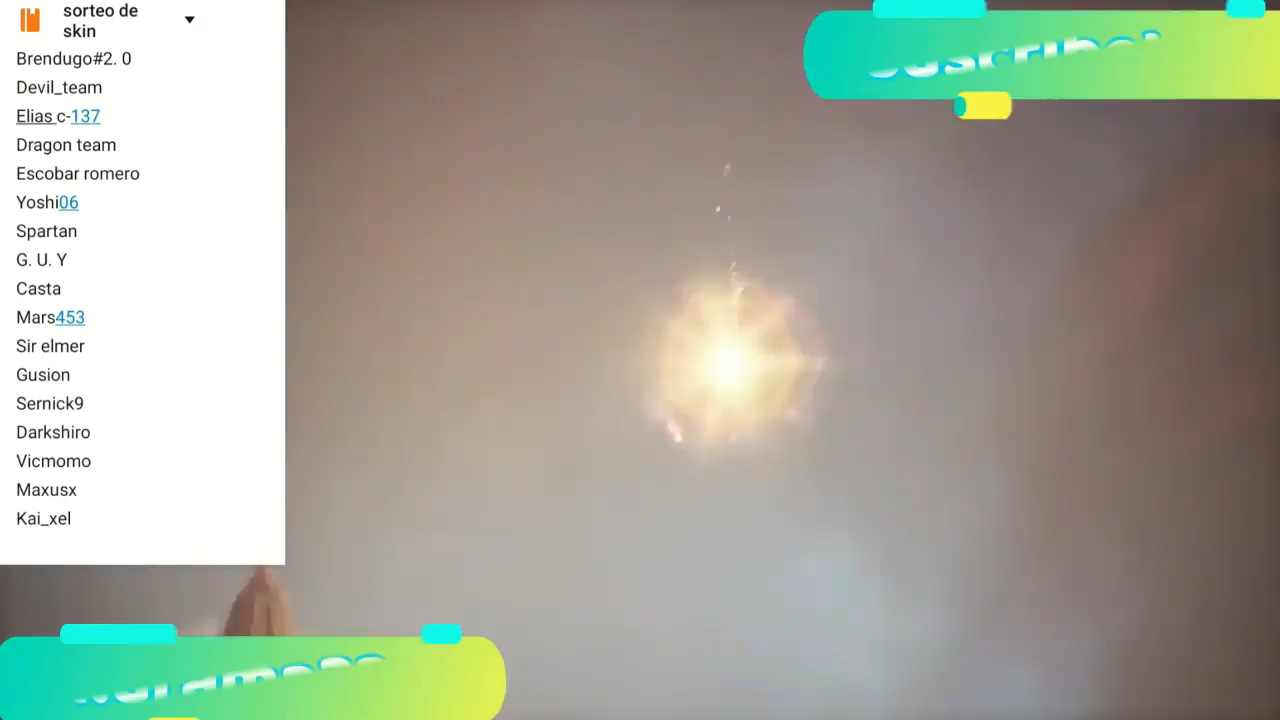 sorteo de
skin
Brendugo#2. 0
Devil_team
Elias c-137
Dragon team
Escobar romero
Yoshi06
Spartan
G. U. Y
Casta
Mars453
Sir elmer
Gusion
Sernick9
Darkshiro
Vicmomo
Maxusx
Kai_xel